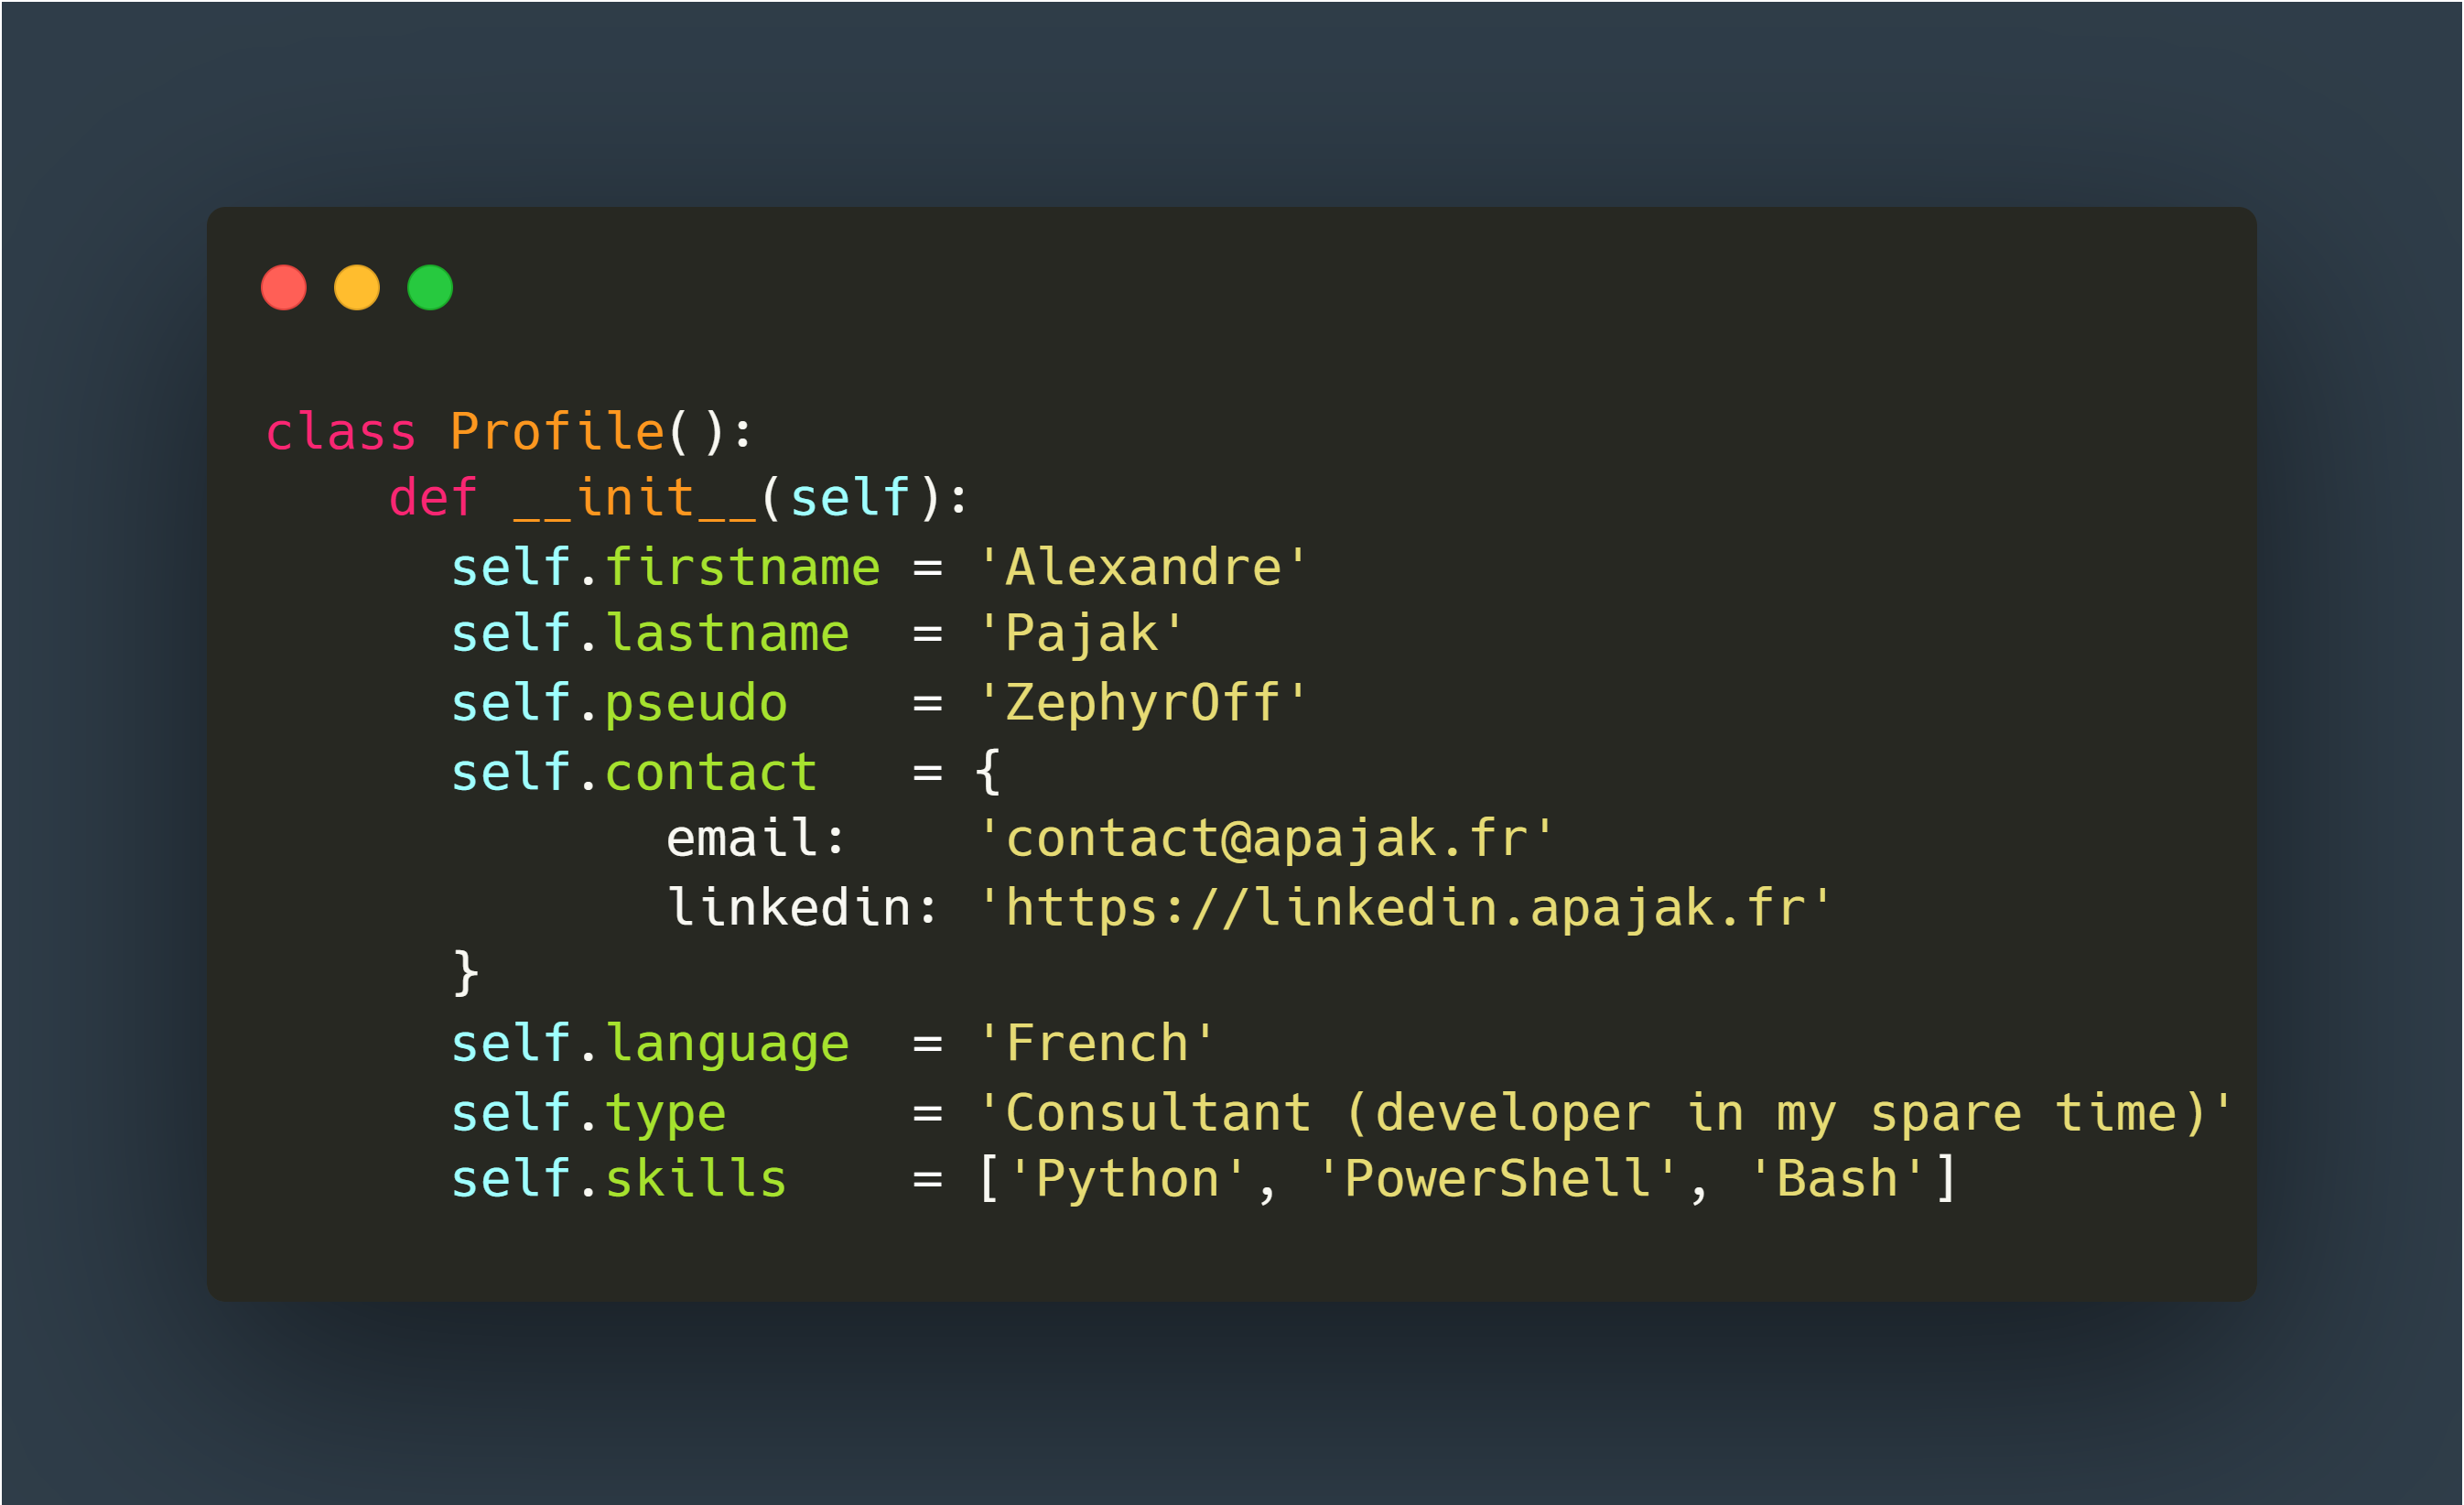 class Profile():
    def __init__(self):
      self.firstname = 'Alexandre'
      self.lastname  = 'Pajak'
      self.pseudo    = 'ZephyrOff'
      self.contact   = {
             email:    'contact@apajak.fr'
             linkedin: 'https://linkedin.apajak.fr'
      }
      self.language  = 'French'
      self.type      = 'Consultant (developer in my spare time)'
      self.skills    = ['Python', 'PowerShell', 'Bash']